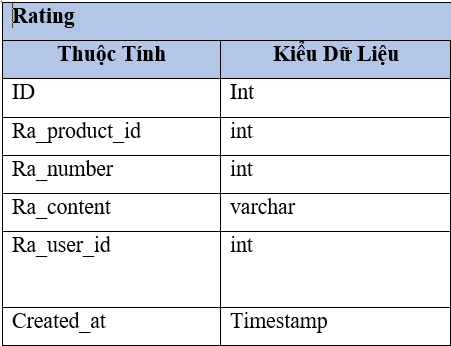 Rating
Thuộc Tính Kiểu Dữ Liệu
ID Int
Ra_product_id int
Ra_number int
Ra_content varchar
Ra_user_id int
Created_at Timestamp